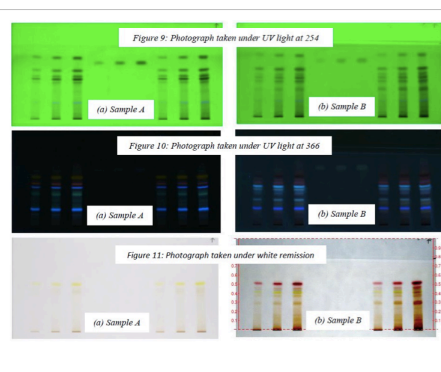 Figure 9: Photograph taken under UV light at 254
(a) Sample A
(b) Sample B
Figure 10: Photograph taken under UV light at 366
(a) Sample A
(b) Sample B
Figure 11: Photograph taken under white remission
(a) Sample A
(b) Sample B